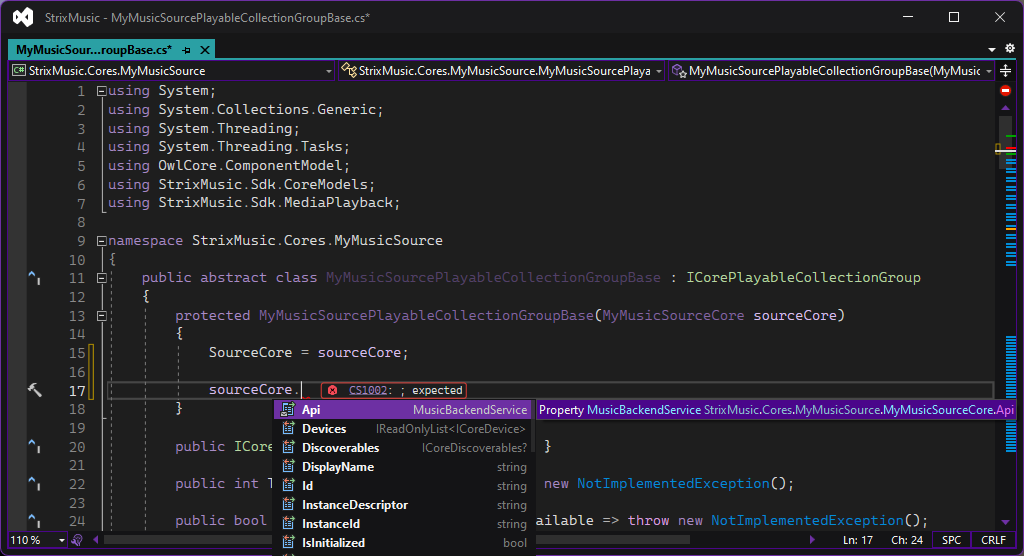 StrixMusic - MyMusicSourcePlayableCollectionGroupBase.cs*
MyMusicSour...roupBase.cs*
C# StrixMusic.Cores.MyMusicSource StrixMusic.Cores.MyMusicSource.MyMusicSourcePlaya MyMusicSourcePlayableCollectionGroupBase(MyMusic
1 using System;
2 using System.Collections.Generic;
3 using System.Threading;
4 using System.Threading.Tasks;
5 using OwlCore.ComponentModel;
6 using StrixMusic.Sdk.CoreModels;
7 using StrixMusic.Sdk.MediaPlayback;
8
9 namespace StrixMusic.Cores.MyMusicSource
10 {
11 public abstract class MyMusicSourcePlayableCollectionGroupBase : ICorePlayableCollectionGroup
12 {
13 protected MyMusicSourcePlayableCollectionGroupBase(MyMusicSourceCore sourceCore)
14 {
15 SourceCore = sourceCore;
16
17 sourceCore. CS1002: ; expected
18 }
Api MusicBackendService Property MusicBackendService StrixMusic.Cores.MyMusicSource.MyMusicSourceCore.Api
19
Devices IReadOnlyList<ICoreDevice>
20 public ICore }
Discoverables ICoreDiscoverables?
21
DisplayName string
22 public int T new NotImplementedException();
Id string
23
InstanceDescriptor string
24 public bool ailable => throw new NotImplementedException();
InstanceId string
IsInitialized bool
110 % Ln: 17 Ch: 24 SPC CRLF